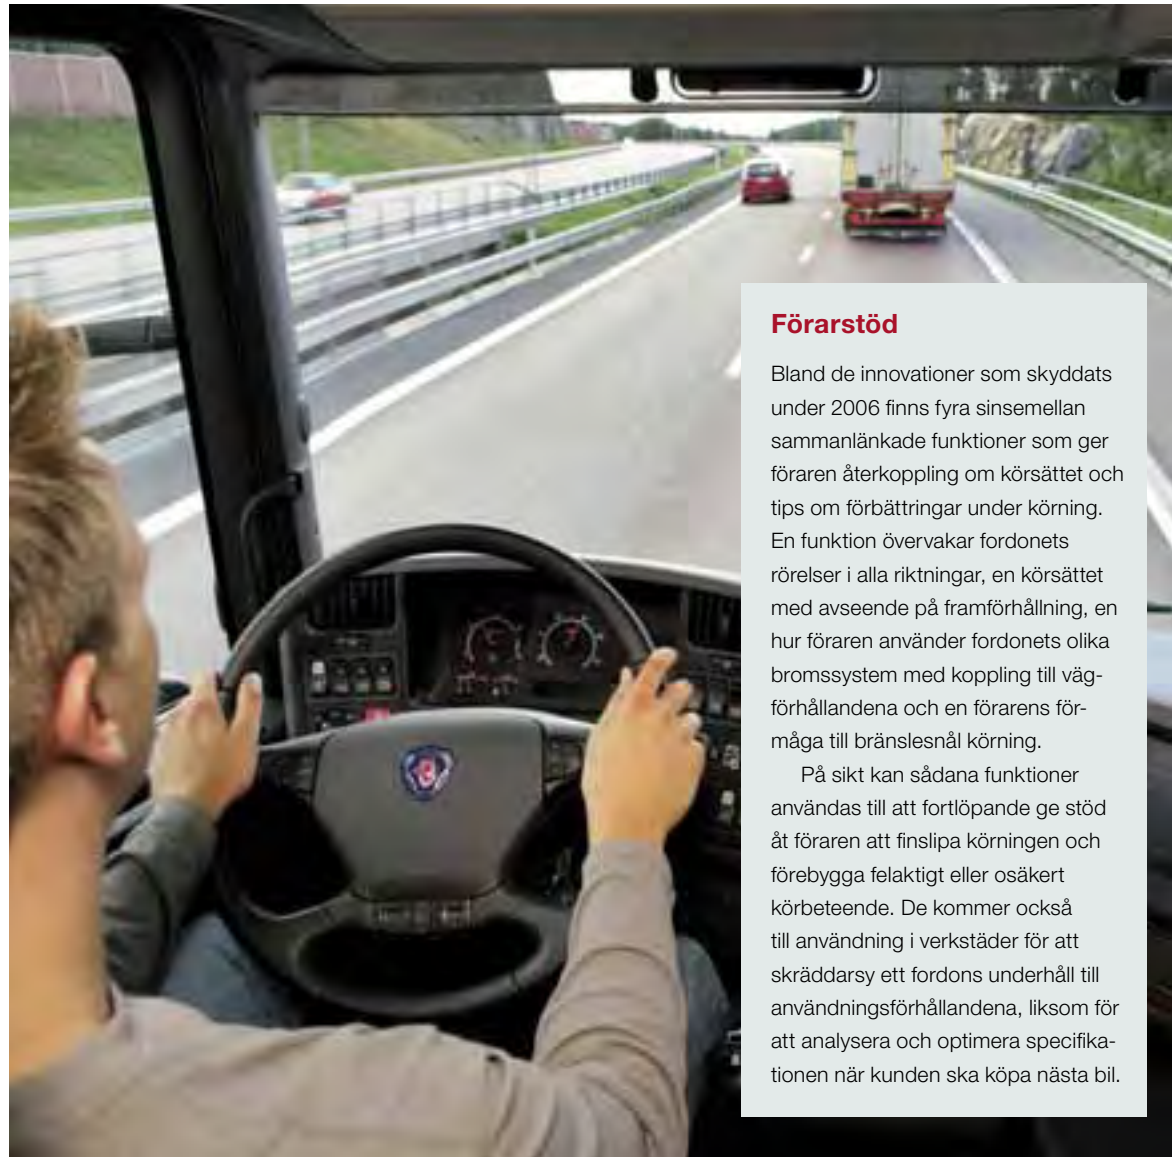 Förarstöd
Bland de innovationer som skyddats
under 2006 finns fyra sinsemellan
sammanlänkade funktioner som ger
föraren återkoppling om körsättet och
tips om förbättringar under körning.
En funktion övervakar fordonets
rörelser i alla riktningar, en körsättet
med avseende på framförhållning, en
hur föraren använder fordonets olika
bromssystem med koppling till väg-
förhållandena och en förarens för-
måga till bränslesnål körning.
På sikt kan sådana funktioner
användas till att fortlöpande ge stöd
åt föraren att finslipa körningen och
förebygga felaktigt eller osäkert
körbeteende. De kommer också
till användning i verkstäder för att
skräddarsy ett fordons underhåll till
användningsförhållandena, liksom för
att analysera och optimera specifika-
tionen när kunden ska köpa nästa bil.